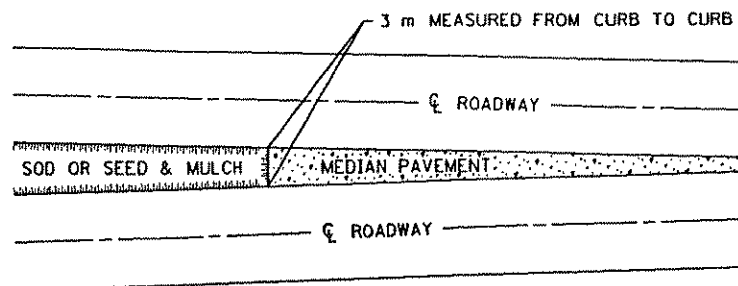 3 m MEASURED FROM CURB TO CURB
℄ ROADWAY
SOD OR SEED & MULCH
MEDIAN PAVEMENT
℄ ROADWAY